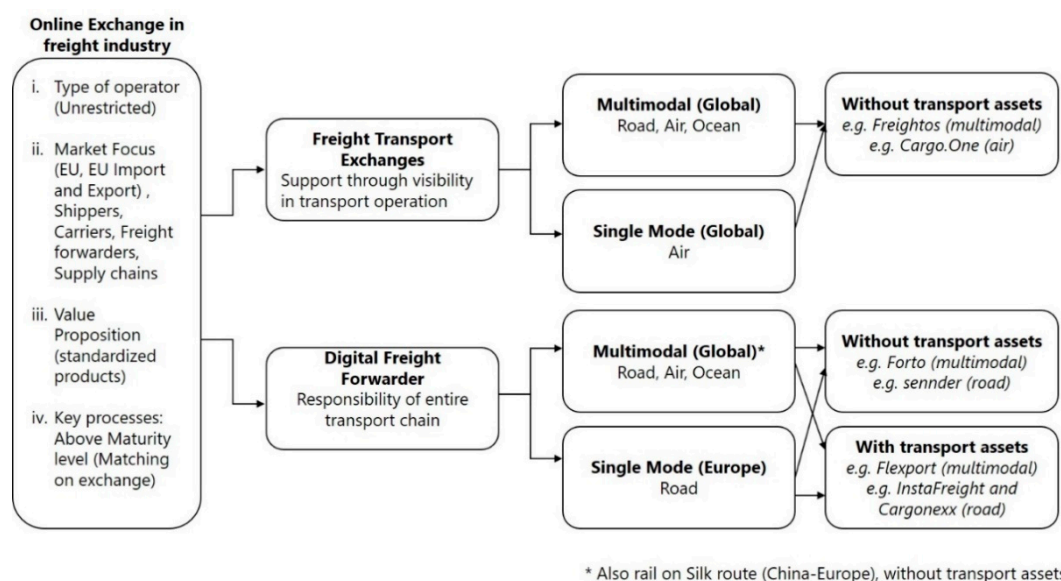 Online Exchange in
freight industry
i. Type of operator
(Unrestricted)
ii. Market Focus
(EU, EU Import
and Export) ,
Shippers,
Carriers, Freight
forwarders,
Supply chains
iii. Value
Proposition
(standardized
products)
iv. Key processes:
Above Maturity
level (Matching
on exchange)
Freight Transport
Exchanges
Support through visibility
in transport operation
Digital Freight
Forwarder
Responsibility of entire
transport chain
Multimodal (Global)
Road, Air, Ocean
Single Mode (Global)
Air
Multimodal (Global)*
Road, Air, Ocean
Single Mode (Europe)
Road
Without transport assets
e.g. Freightos (multimodal)
e.g. Cargo.One (air)
Without transport assets
e.g. Forto (multimodal)
e.g. sennder (road)
With transport assets
e.g. Flexport (multimodal)
e.g. InstaFreight and
Cargonexx (road)
* Also rail on Silk route (China-Europe), without transport assets